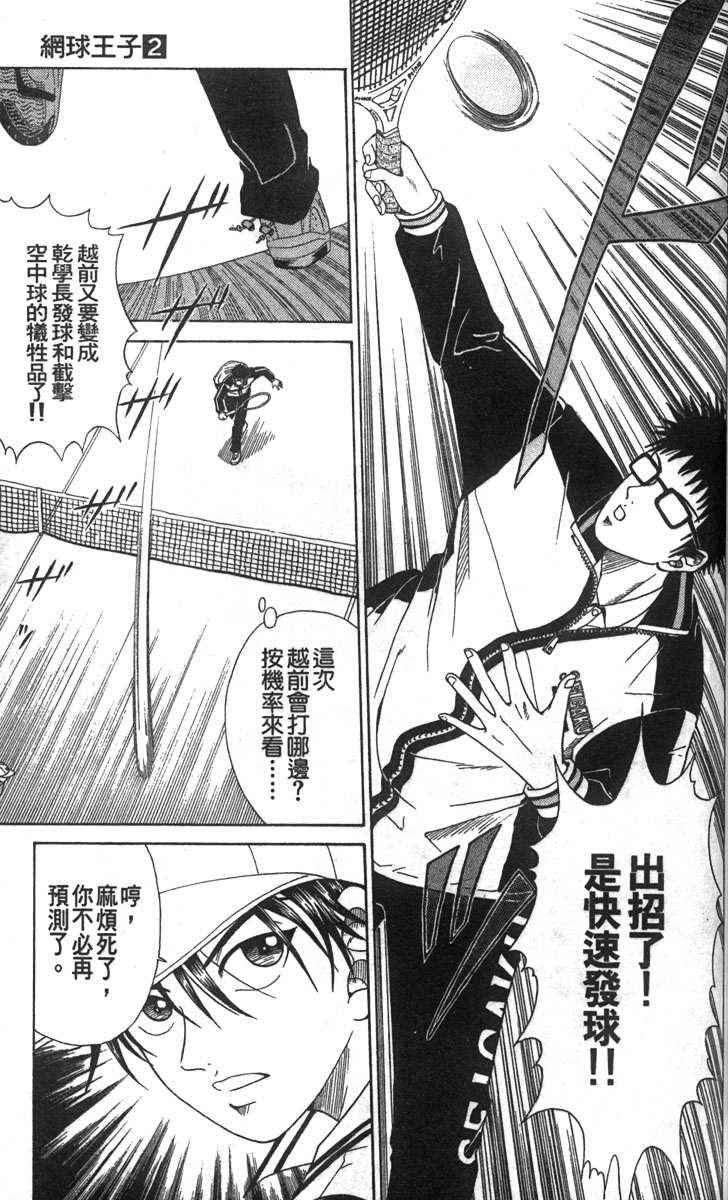 網球王子2
出招了！
是快速發球!!
越前又要變成
乾學長發球和截擊
空中球的犧牲品了!!
這次
越前會打哪邊？
按機率來看……
哼，
麻煩死了，
你不必再
預測了。